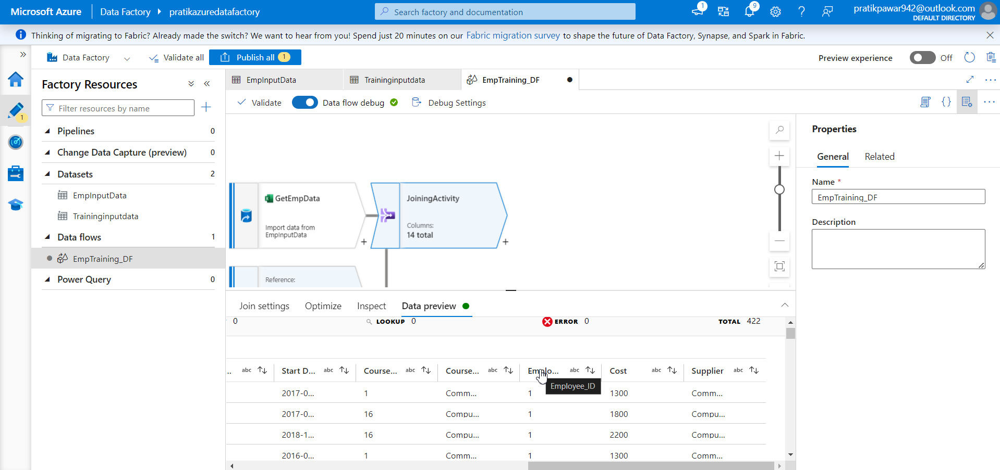 Microsoft Azure
Data Factory
pratikazuredatafactory
Search factory and documentation
1
9
pratikpawar942@outlook.com
DEFAULT DIRECTORY
Thinking of migrating to Fabric? Already made the switch? We want to hear from you! Spend just 20 minutes on our Fabric migration survey to shape the future of Data Factory, Synapse, and Spark in Fabric.
Data Factory
Validate all
Publish all 1
Preview experience
Off
Factory Resources
EmpInputData
Traininginputdata
EmpTraining_DF
Validate
Data flow debug
Debug Settings
{}
1
Filter resources by name
Pipelines 0
Change Data Capture (preview) 0
Datasets 2
EmpInputData
Traininginputdata
Data flows 1
EmpTraining_DF
Power Query 0
GetEmpData
Import data from
EmpInputData
JoiningActivity
Columns:
14 total
Reference:
Properties
General
Related
Name *
EmpTraining_DF
Description
Join settings
Optimize
Inspect
Data preview
0 LOOKUP 0 ERROR 0 TOTAL 422
... abc Start D... abc Course... abc Course... abc Emplo... abc Cost abc Supplier abc
Employee_ID
2017-0... 1 Comm... 1 1300 Comm...
2017-0... 16 Compu... 1 1800 Compu...
2018-1... 16 Compu... 1 2200 Compu...
2016-0... 1 Comm... 1 1300 Comm...